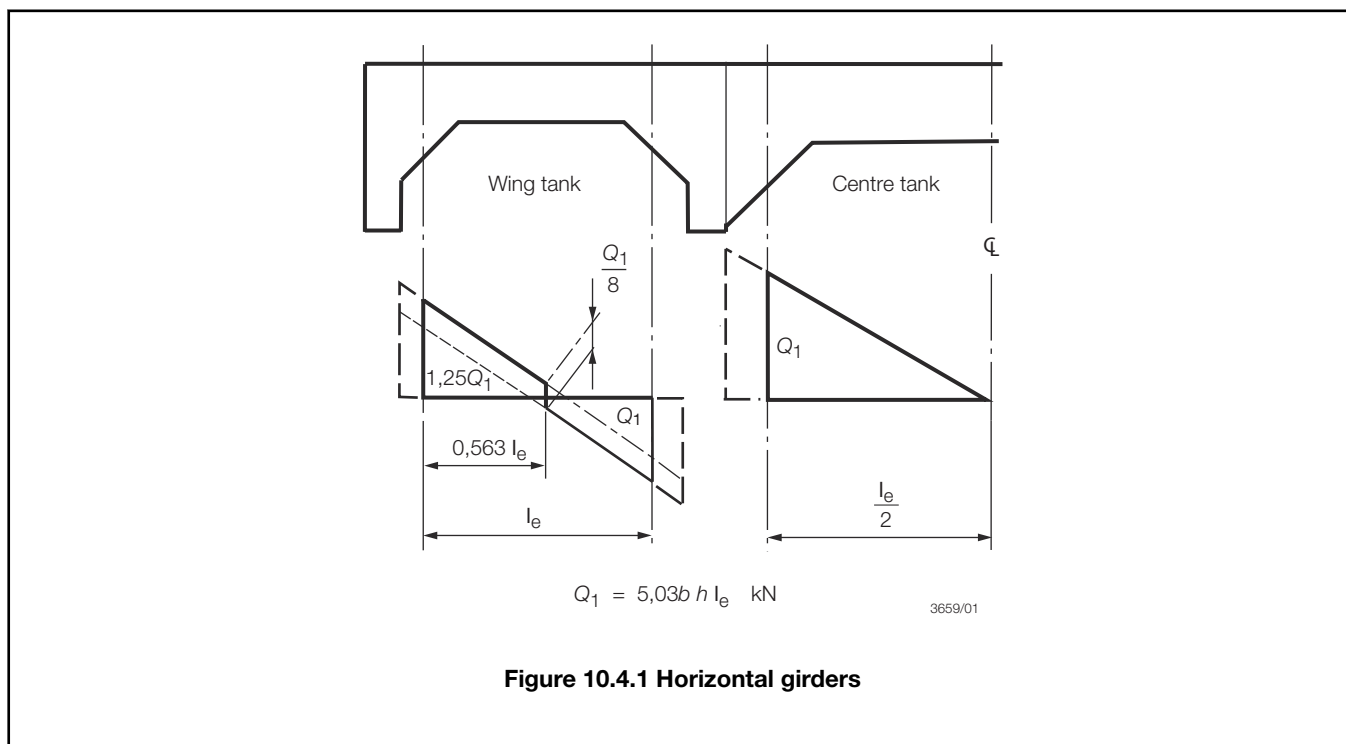 Wing tank
Centre tank
℄
Q₁
8
1,25Q₁
Q₁
Q₁
0,563 lₑ
lₑ
lₑ
2
Q₁ = 5,03b h lₑ kN
3659/01
Figure 10.4.1 Horizontal girders